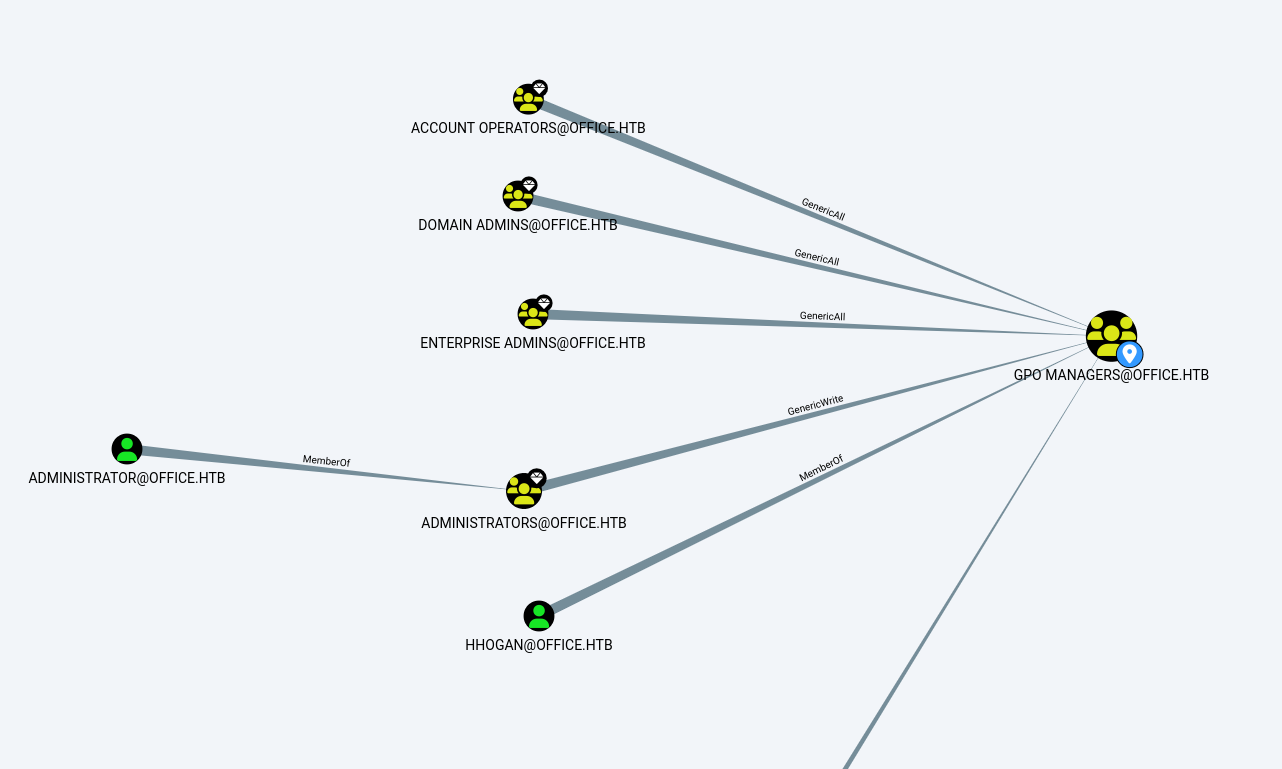 ACCOUNT OPERATORS@OFFICE.HTB
GenericAll
DOMAIN ADMINS@OFFICE.HTB
GenericAll
GenericAll
ENTERPRISE ADMINS@OFFICE.HTB
GPO MANAGERS@OFFICE.HTB
GenericWrite
MemberOf
ADMINISTRATOR@OFFICE.HTB
MemberOf
ADMINISTRATORS@OFFICE.HTB
HHOGAN@OFFICE.HTB